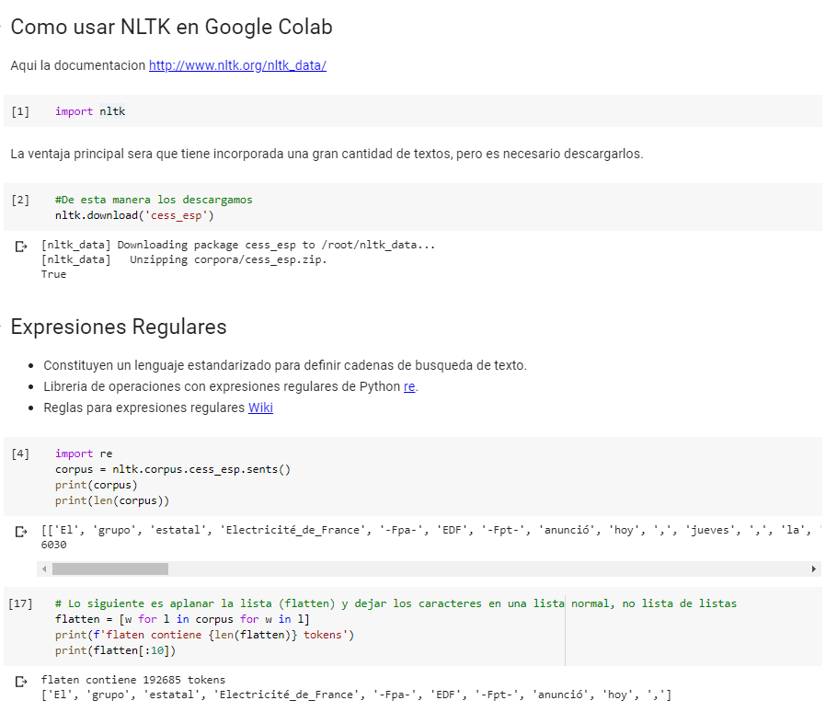 Como usar NLTK en Google Colab
Aqui la documentacion http://www.nltk.org/nltk_data/
[1] import nltk
La ventaja principal sera que tiene incorporada una gran cantidad de textos, pero es necesario descargarlos.
[2] #De esta manera los descargamos
nltk.download('cess_esp')
[nltk_data] Downloading package cess_esp to /root/nltk_data...
[nltk_data]   Unzipping corpora/cess_esp.zip.
True
Expresiones Regulares
Constituyen un lenguaje estandarizado para definir cadenas de busqueda de texto.
Libreria de operaciones con expresiones regulares de Python re.
Reglas para expresiones regulares Wiki
[4] import re
corpus = nltk.corpus.cess_esp.sents()
print(corpus)
print(len(corpus))
[['El', 'grupo', 'estatal', 'Electricité_de_France', '-Fpa-', 'EDF', '-Fpt-', 'anunció', 'hoy', ',', 'jueves', ',', 'la', '
6030
[17] # Lo siguiente es aplanar la lista (flatten) y dejar los caracteres en una lista normal, no lista de listas
flatten = [w for l in corpus for w in l]
print(f'flaten contiene {len(flatten)} tokens')
print(flatten[:10])
flaten contiene 192685 tokens
['El', 'grupo', 'estatal', 'Electricité_de_France', '-Fpa-', 'EDF', '-Fpt-', 'anunció', 'hoy', ',']